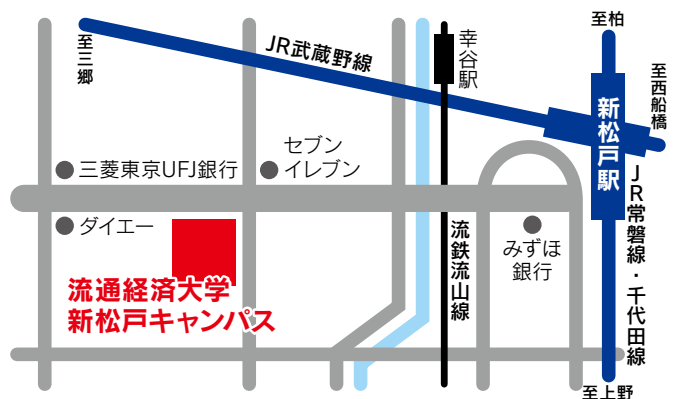 至柏
至三郷
JR武蔵野線
幸谷駅
至西船橋
新松戸駅
セブン
イレブン
三菱東京UFJ銀行
ダイエー
流鉄流山線
みずほ
銀行
JR常磐線・千代田線
流通経済大学
新松戸キャンパス
至上野